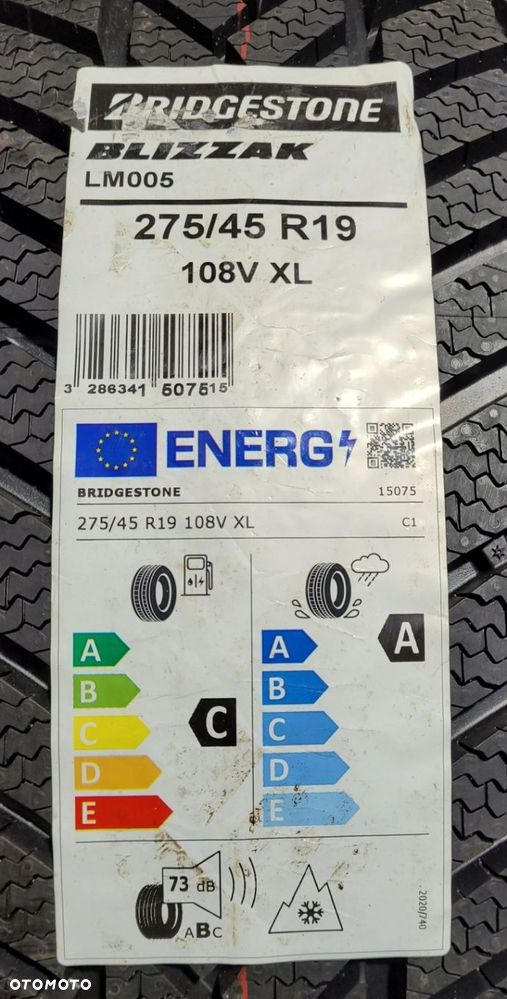 BRIDGESTONE
BLIZZAK
LM005
275/45 R19
108V XL
3 286341 507515
ENERG
BRIDGESTONE 15075
275/45 R19 108V XL C1
A A A
B B
C C C
D D
E E
73 dB
ABC
2020/740
OTOMOTO